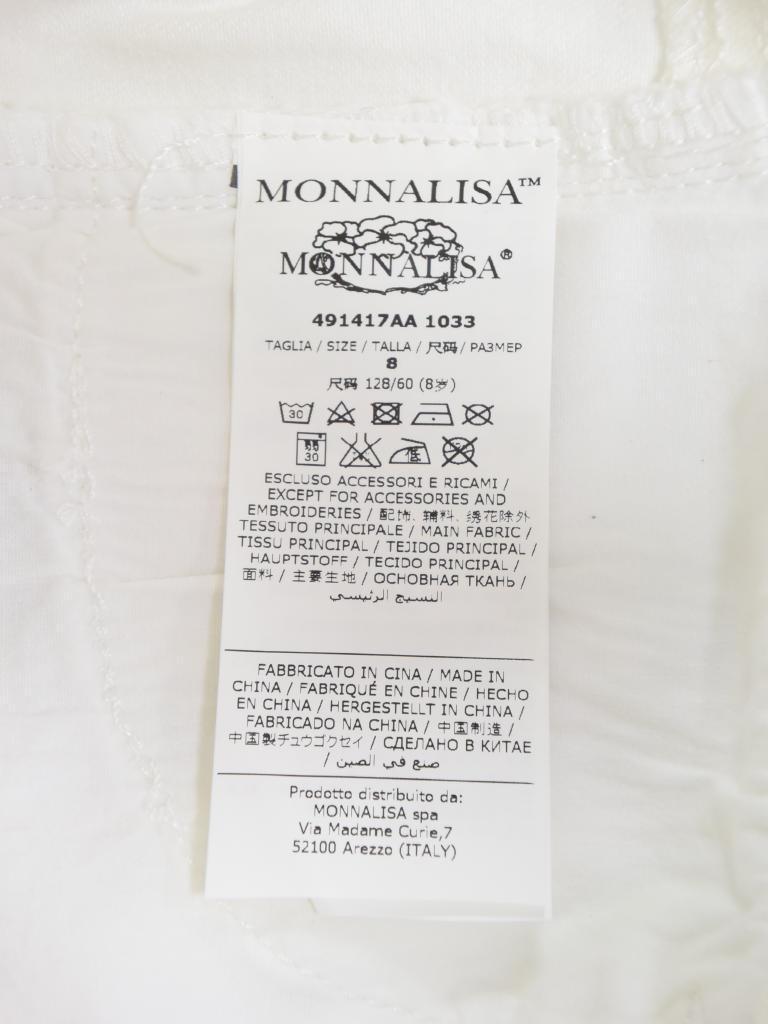 MONNALISA™
MONNALISA®
491417AA 1033
TAGLIA / SIZE / TALLA / 尺码 / РАЗМЕР
8
尺码 128/60 (8岁)
30
30 低
ESCLUSO ACCESSORI E RICAMI /
EXCEPT FOR ACCESSORIES AND
EMBROIDERIES / 配饰、辅料、绣花除外
TESSUTO PRINCIPALE / MAIN FABRIC /
TISSU PRINCIPAL / TEJIDO PRINCIPAL /
HAUPTSTOFF / TECIDO PRINCIPAL /
面料 / 主要生地 / ОСНОВНАЯ ТКАНЬ /
النسيج الرئيسي
FABBRICATO IN CINA / MADE IN
CHINA / FABRIQUÉ EN CHINE / HECHO
EN CHINA / HERGESTELLT IN CHINA /
FABRICADO NA CHINA / 中国制造 /
中国製チュウゴクセイ / СДЕЛАНО В КИТАЕ
/ صنع في الصين
Prodotto distribuito da:
MONNALISA spa
Via Madame Curie,7
52100 Arezzo (ITALY)